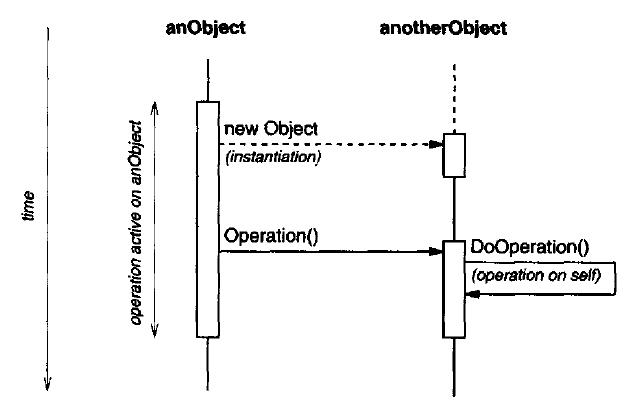 anObject
anotherObject
time
operation active on anObject
new Object
(instantiation)
Operation()
DoOperation()
(operation on self)